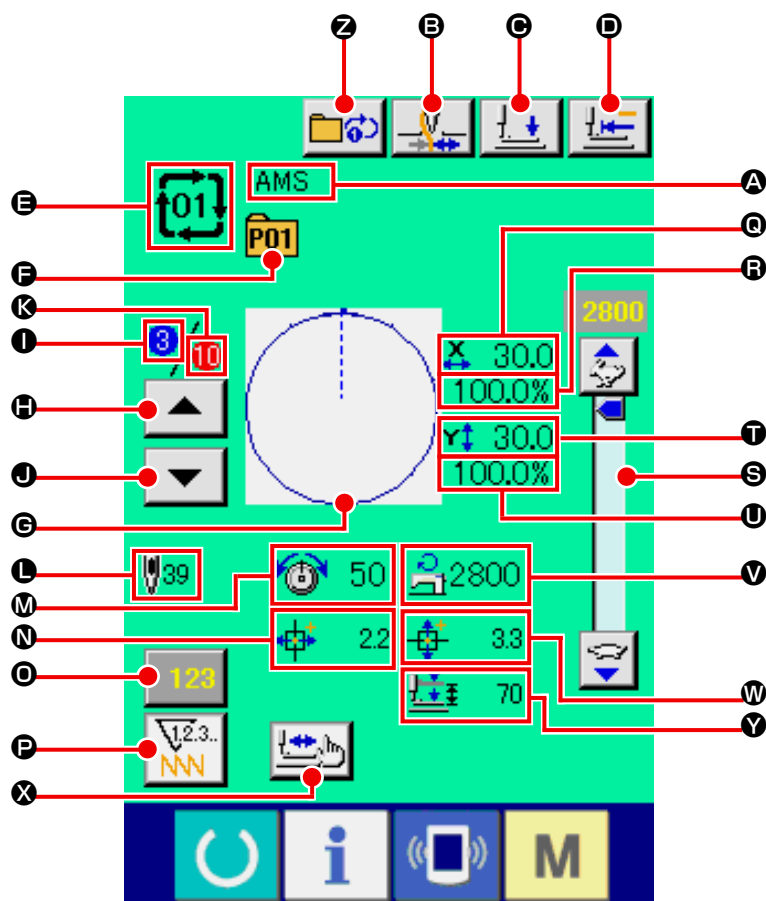 Z B C D
E AMS A
01
P01 Q
F R
K
I 3 / 10 X 30.0 2800
100.0%
H Y 30.0 T
J 100.0% S
G U
L 39 50 2800 V
M
N 2.2 3.3
O 123 W
70 Y
P 1.2.3..
X
i M